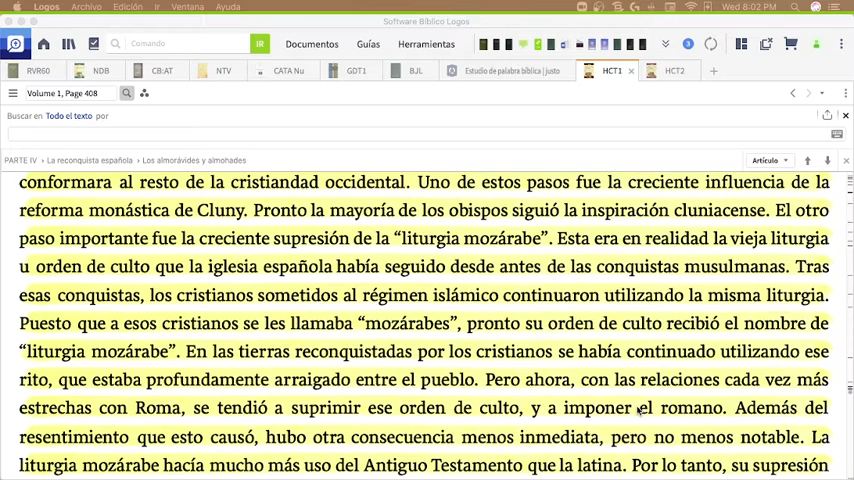 Logos Archivo Edición Ir Ventana Ayuda Wed 8:02 PM
Software Bíblico Logos
Comando IR Documentos Guías Herramientas 3
RVR60 NDB CB:AT NTV CATA Nu GDT1 BJL Estudio de palabra bíblica | justo HCT1 HCT2
Volume 1, Page 408
Buscar en Todo el texto por
PARTE IV › La reconquista española › Los almorávides y almohades Artículo
conformara al resto de la cristiandad occidental. Uno de estos pasos fue la creciente influencia de la
reforma monástica de Cluny. Pronto la mayoría de los obispos siguió la inspiración cluniacense. El otro
paso importante fue la creciente supresión de la “liturgia mozárabe”. Esta era en realidad la vieja liturgia
u orden de culto que la iglesia española había seguido desde antes de las conquistas musulmanas. Tras
esas conquistas, los cristianos sometidos al régimen islámico continuaron utilizando la misma liturgia.
Puesto que a esos cristianos se les llamaba “mozárabes”, pronto su orden de culto recibió el nombre de
“liturgia mozárabe”. En las tierras reconquistadas por los cristianos se había continuado utilizando ese
rito, que estaba profundamente arraigado entre el pueblo. Pero ahora, con las relaciones cada vez más
estrechas con Roma, se tendió a suprimir ese orden de culto, y a imponer el romano. Además del
resentimiento que esto causó, hubo otra consecuencia menos inmediata, pero no menos notable. La
liturgia mozárabe hacía mucho más uso del Antiguo Testamento que la latina. Por lo tanto, su supresión